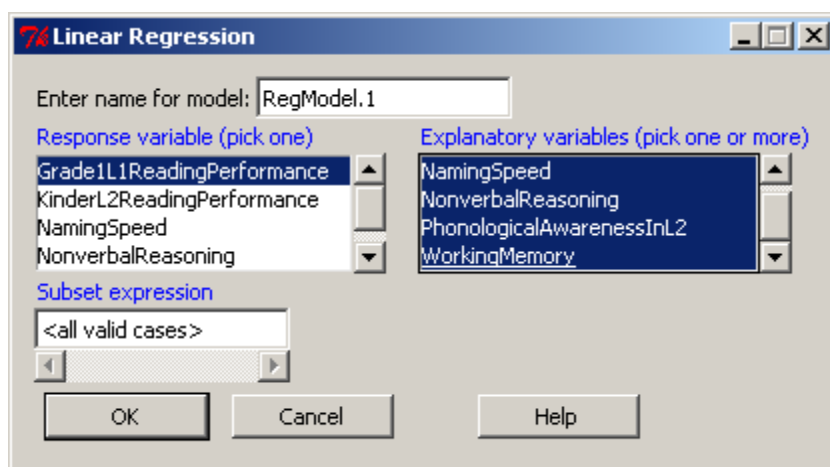 Linear Regression
Enter name for model: RegModel.1
Response variable (pick one)
Grade1L1ReadingPerformance
KinderL2ReadingPerformance
NamingSpeed
NonverbalReasoning
Explanatory variables (pick one or more)
NamingSpeed
NonverbalReasoning
PhonologicalAwarenessInL2
WorkingMemory
Subset expression
<all valid cases>
OK Cancel Help